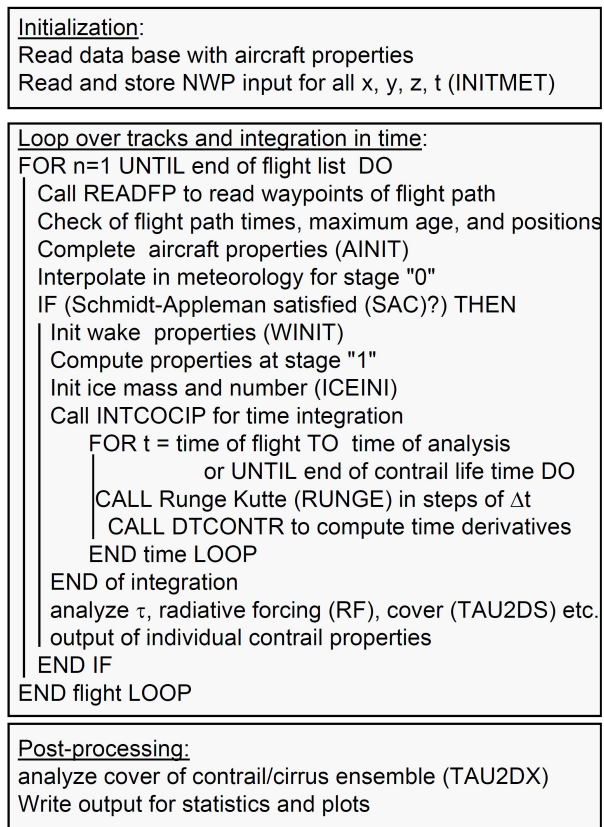 Initialization:
Read data base with aircraft properties
Read and store NWP input for all x, y, z, t (INITMET)
Loop over tracks and integration in time:
FOR n=1 UNTIL end of flight list DO
Call READFP to read waypoints of flight path
Check of flight path times, maximum age, and positions
Complete aircraft properties (AINIT)
Interpolate in meteorology for stage "0"
IF (Schmidt-Appleman satisfied (SAC)?) THEN
Init wake properties (WINIT)
Compute properties at stage "1"
Init ice mass and number (ICEINI)
Call INTCOCIP for time integration
FOR t = time of flight TO time of analysis
or UNTIL end of contrail life time DO
CALL Runge Kutte (RUNGE) in steps of Δt
CALL DTCONTR to compute time derivatives
END time LOOP
END of integration
analyze τ, radiative forcing (RF), cover (TAU2DS) etc.
output of individual contrail properties
END IF
END flight LOOP
Post-processing:
analyze cover of contrail/cirrus ensemble (TAU2DX)
Write output for statistics and plots